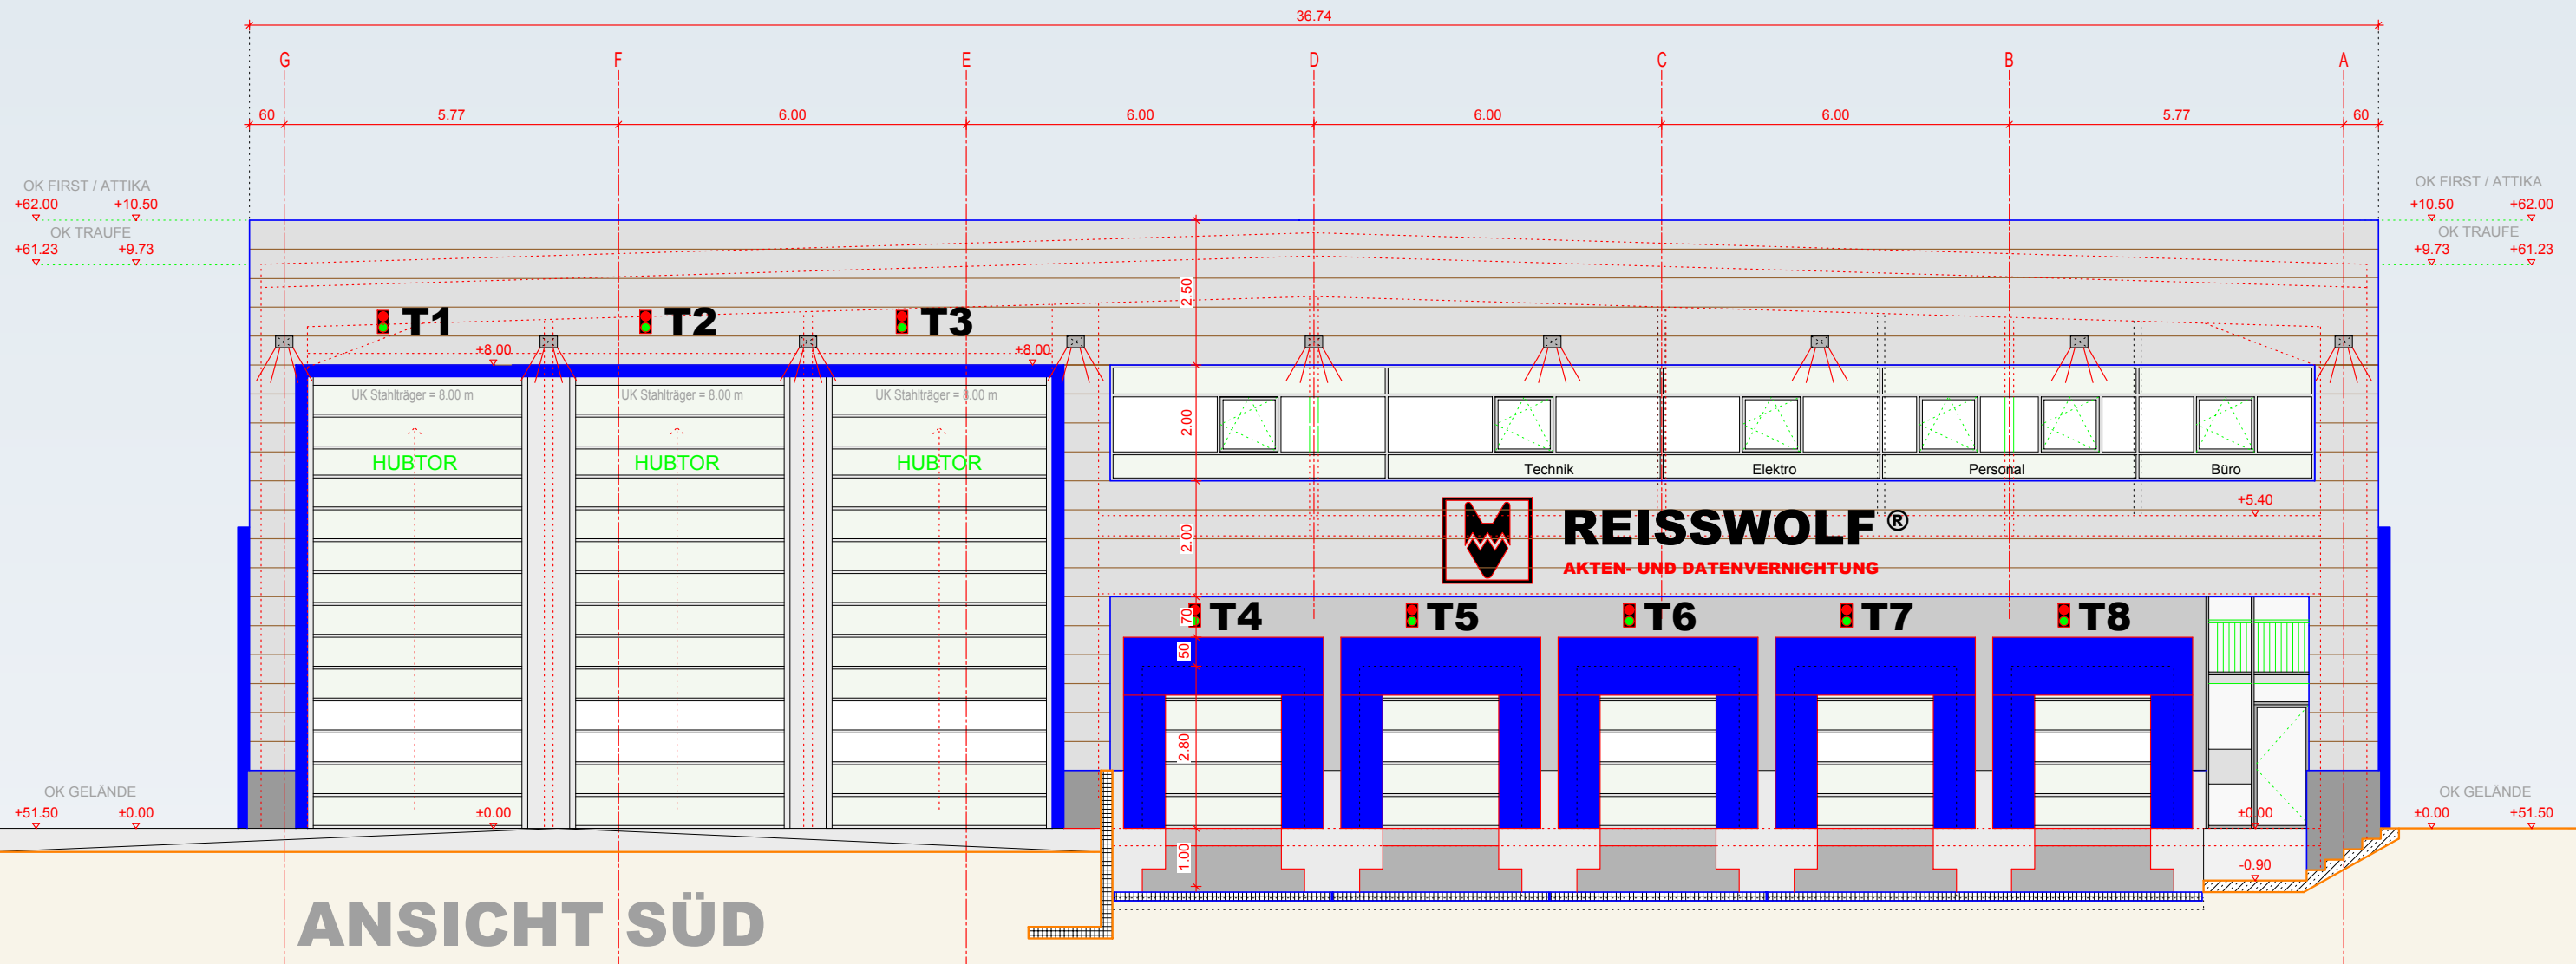 36.74
G F E D C B A
60 5.77 6.00 6.00 6.00 6.00 5.77 60
OK FIRST / ATTIKA
+62.00 +10.50
OK TRAUFE
+61.23 +9.73
OK FIRST / ATTIKA
+10.50 +62.00
OK TRAUFE
+9.73 +61.23
2.50
T1 T2 T3
+8.00 +8.00
UK Stahlträger = 8.00 m UK Stahlträger = 8.00 m UK Stahlträger = 8.00 m
2.00
HUBTOR HUBTOR HUBTOR
Technik Elektro Personal Büro
+5.40
2.00
REISSWOLF ®
AKTEN- UND DATENVERNICHTUNG
70
T4 T5 T6 T7 T8
50
2.80
OK GELÄNDE
+51.50 ±0.00
±0.00
±0.00
OK GELÄNDE
±0.00 +51.50
1.00
-0.90
ANSICHT SÜD